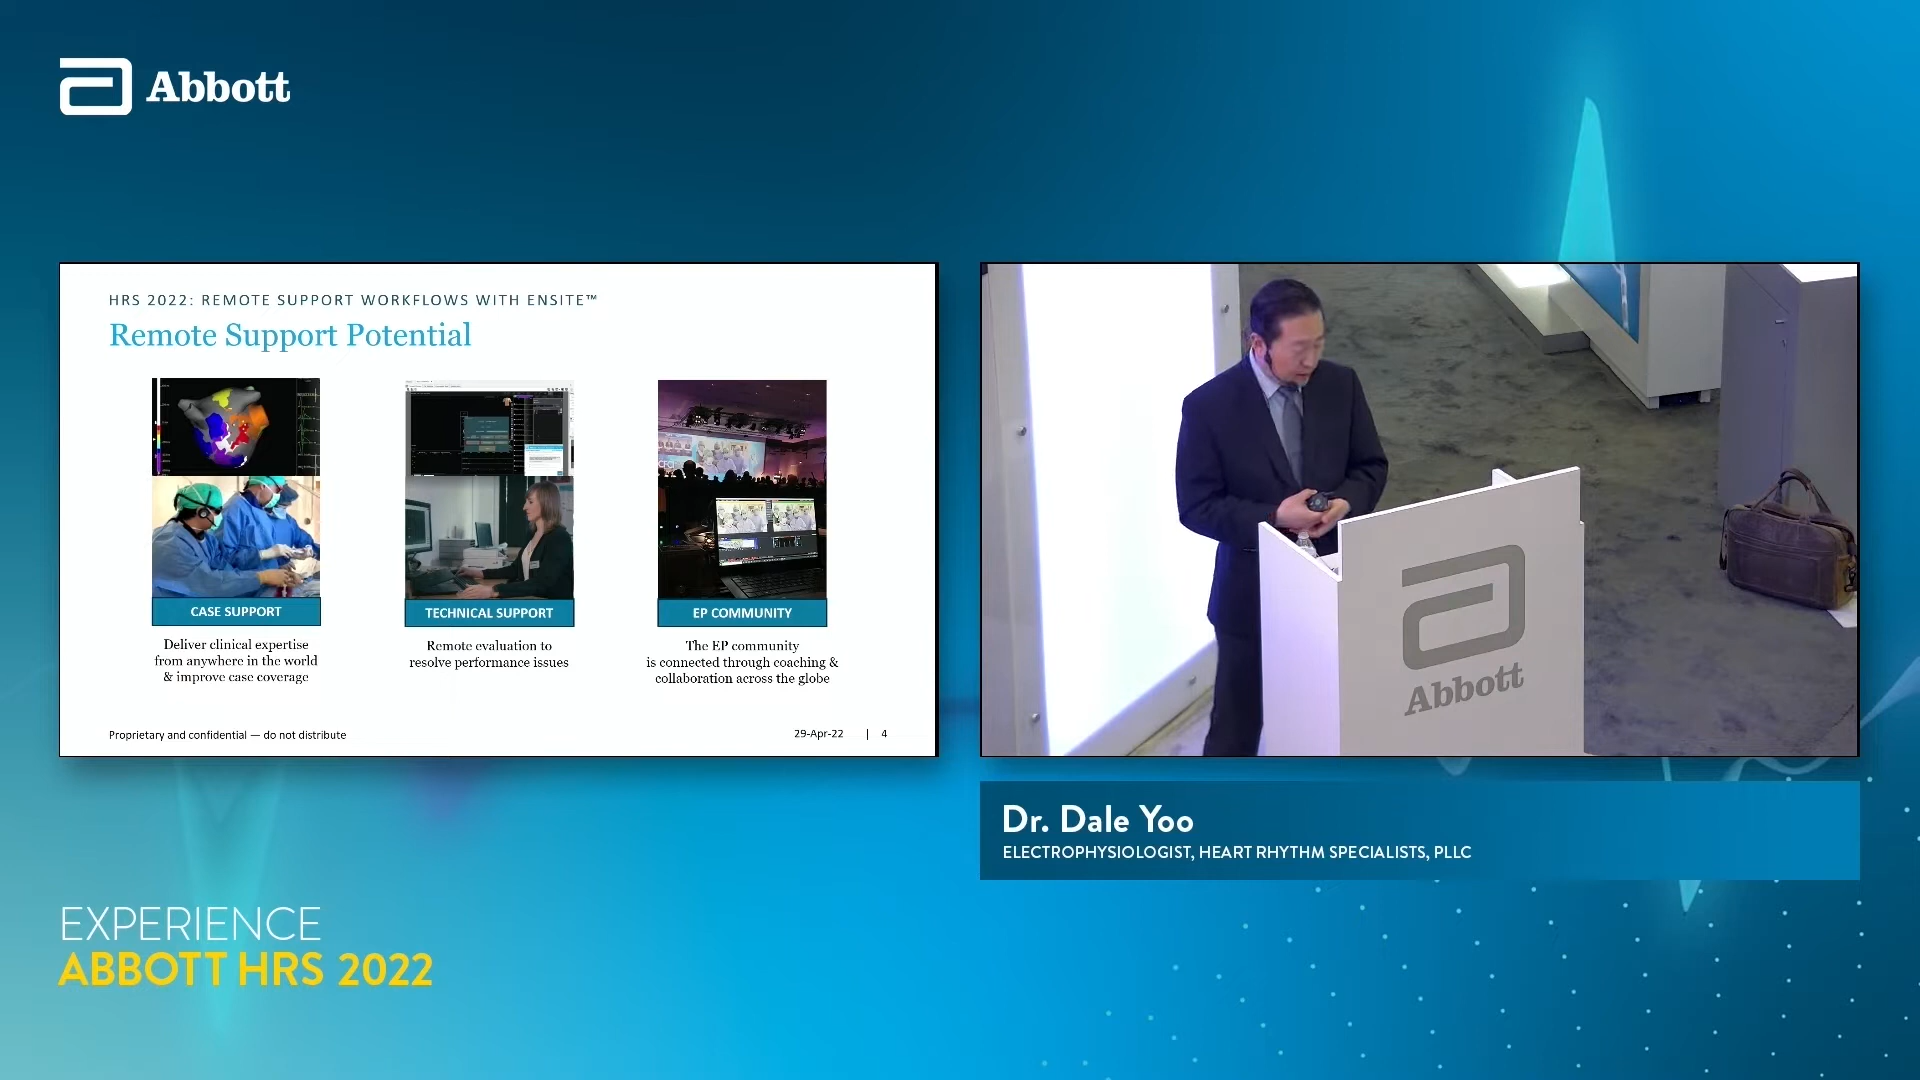 Abbott
HRS 2022: REMOTE SUPPORT WORKFLOWS WITH ENSITE™
Remote Support Potential
CASE SUPPORT
Deliver clinical expertise
from anywhere in the world
& improve case coverage
TECHNICAL SUPPORT
Remote evaluation to
resolve performance issues
EP COMMUNITY
The EP community
is connected through coaching &
collaboration across the globe
Proprietary and confidential — do not distribute
29-Apr-22 | 4
Abbott
Dr. Dale Yoo
ELECTROPHYSIOLOGIST, HEART RHYTHM SPECIALISTS, PLLC
EXPERIENCE
ABBOTT HRS 2022